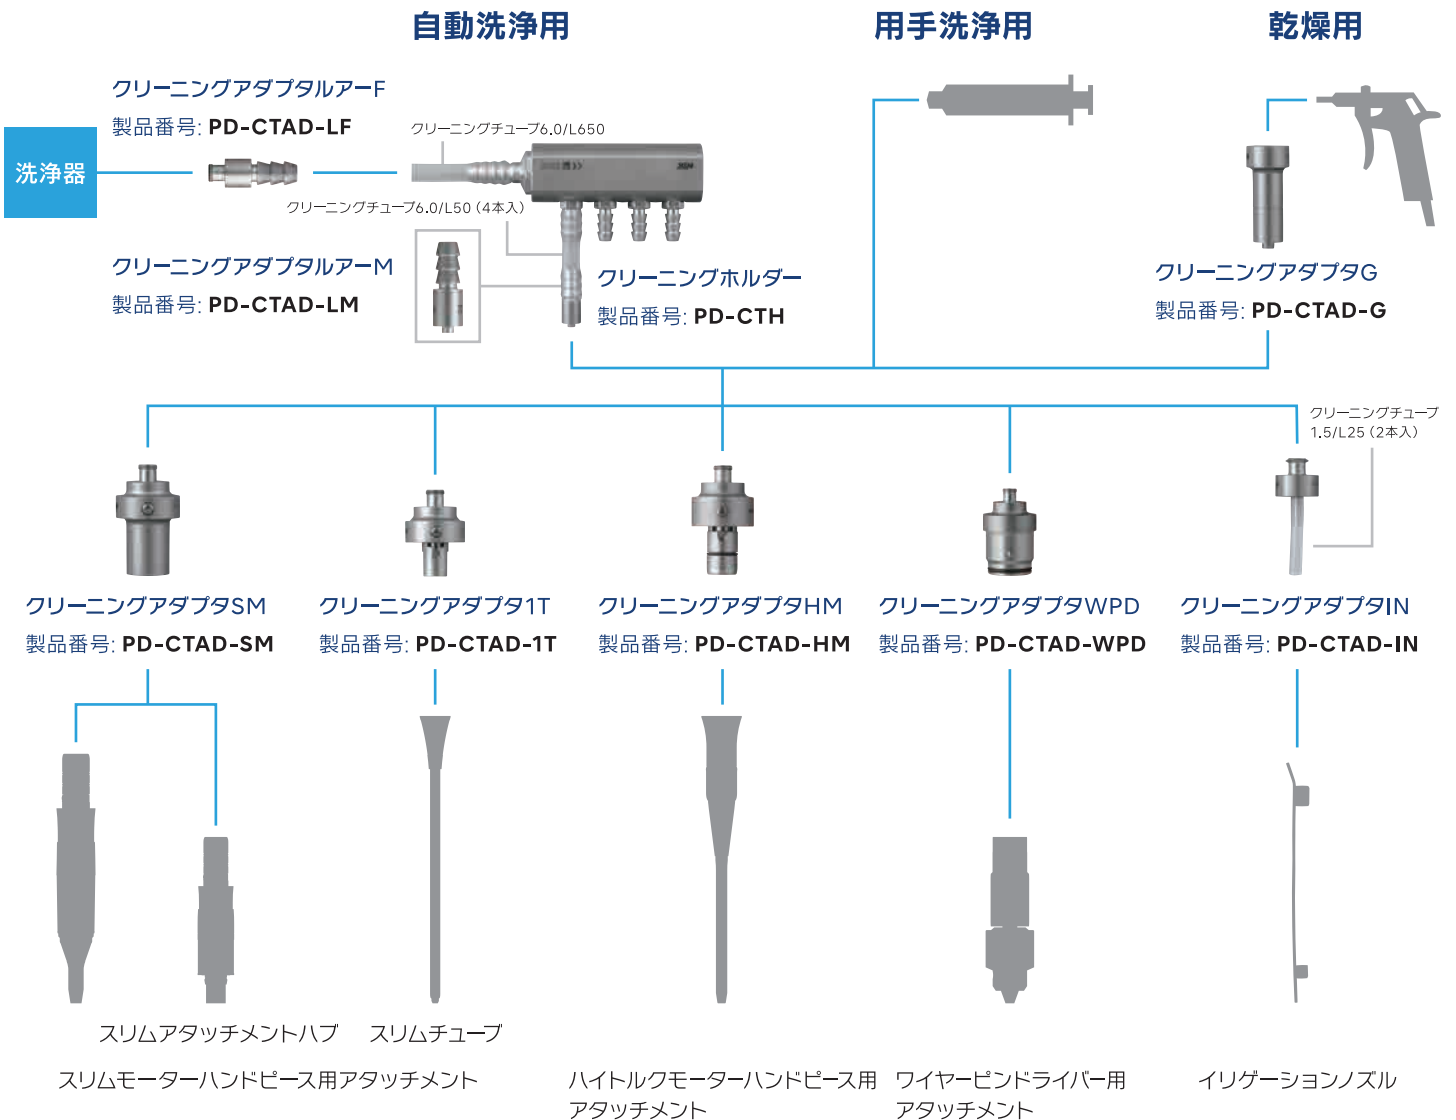 自動洗浄用
用手洗浄用
乾燥用
クリーニングアダプタルアーF
製品番号: PD-CTAD-LF
クリーニングチューブ6.0/L650
洗浄器
クリーニングチューブ6.0/L50（4本入）
クリーニングアダプタルアーM
製品番号: PD-CTAD-LM
クリーニングホルダー
製品番号: PD-CTH
クリーニングアダプタG
製品番号: PD-CTAD-G
クリーニングチューブ
1.5/L25（2本入）
クリーニングアダプタSM
製品番号: PD-CTAD-SM
クリーニングアダプタ1T
製品番号: PD-CTAD-1T
クリーニングアダプタHM
製品番号: PD-CTAD-HM
クリーニングアダプタWPD
製品番号: PD-CTAD-WPD
クリーニングアダプタIN
製品番号: PD-CTAD-IN
スリムアタッチメントハブ
スリムチューブ
スリムモーターハンドピース用アタッチメント
ハイトルクモーターハンドピース用
アタッチメント
ワイヤーピンドライバー用
アタッチメント
イリゲーションノズル